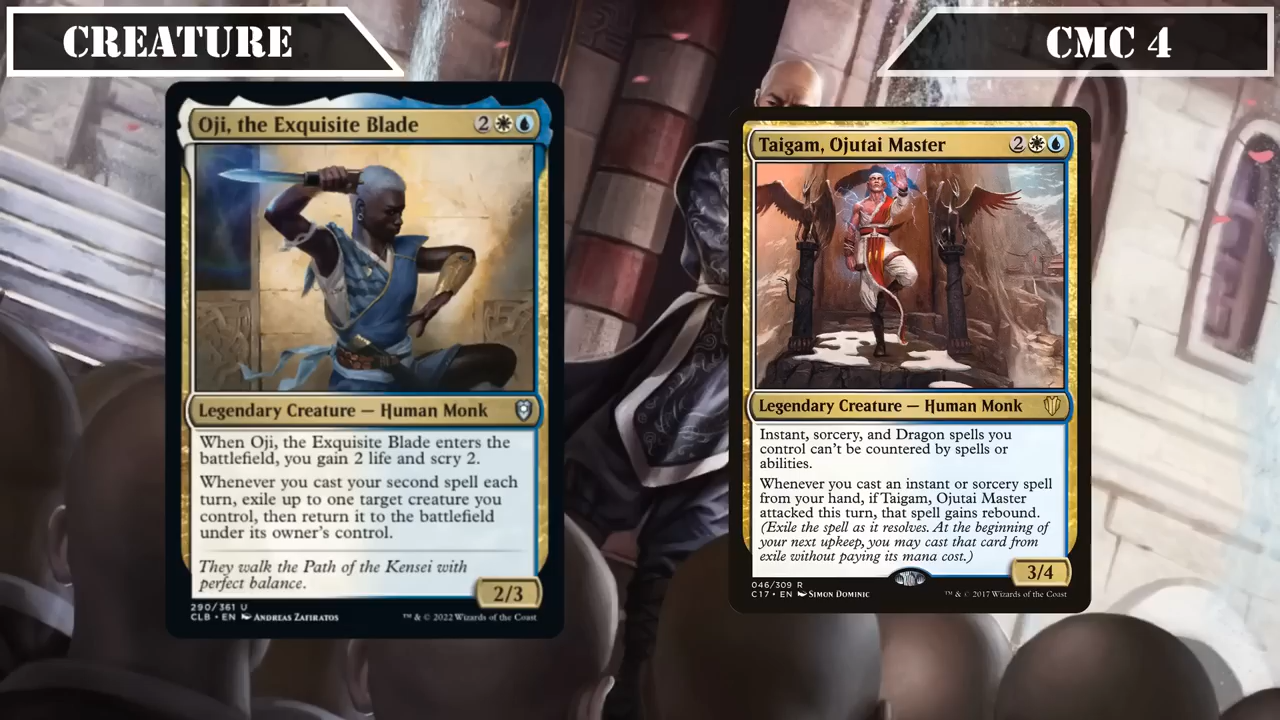 CREATURE
CMC 4
Oji, the Exquisite Blade 2
Legendary Creature — Human Monk
When Oji, the Exquisite Blade enters the
battlefield, you gain 2 life and scry 2.
Whenever you cast your second spell each
turn, exile up to one target creature you
control, then return it to the battlefield
under its owner's control.
They walk the Path of the Kensei with
perfect balance.
2/3
290/361 U
CLB • EN Andreas Zafiratos
™ & © 2022 Wizards of the Coast
Taigam, Ojutai Master 2
Legendary Creature — Human Monk
Instant, sorcery, and Dragon spells you
control can't be countered by spells or
abilities.
Whenever you cast an instant or sorcery spell
from your hand, if Taigam, Ojutai Master
attacked this turn, that spell gains rebound.
(Exile the spell as it resolves. At the beginning of
your next upkeep, you may cast that card from
exile without paying its mana cost.)
3/4
046/309 R
C17 • EN Simon Dominic
™ & © 2017 Wizards of the Coast